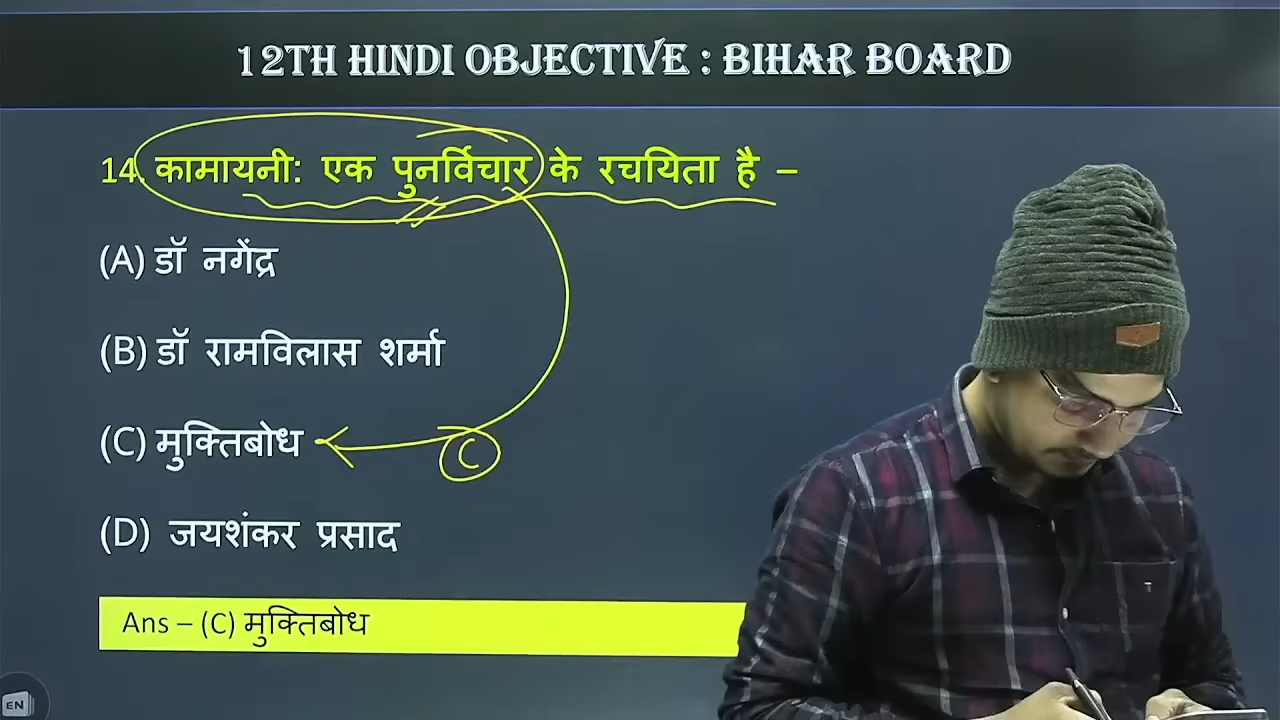 12TH HINDI OBJECTIVE : BIHAR BOARD
14. कामायनी: एक पुनर्विचार के रचयिता है –
(A) डॉ नगेंद्र
(B) डॉ रामविलास शर्मा
(C) मुक्तिबोध
C
(D) जयशंकर प्रसाद
Ans – (C) मुक्तिबोध
EN